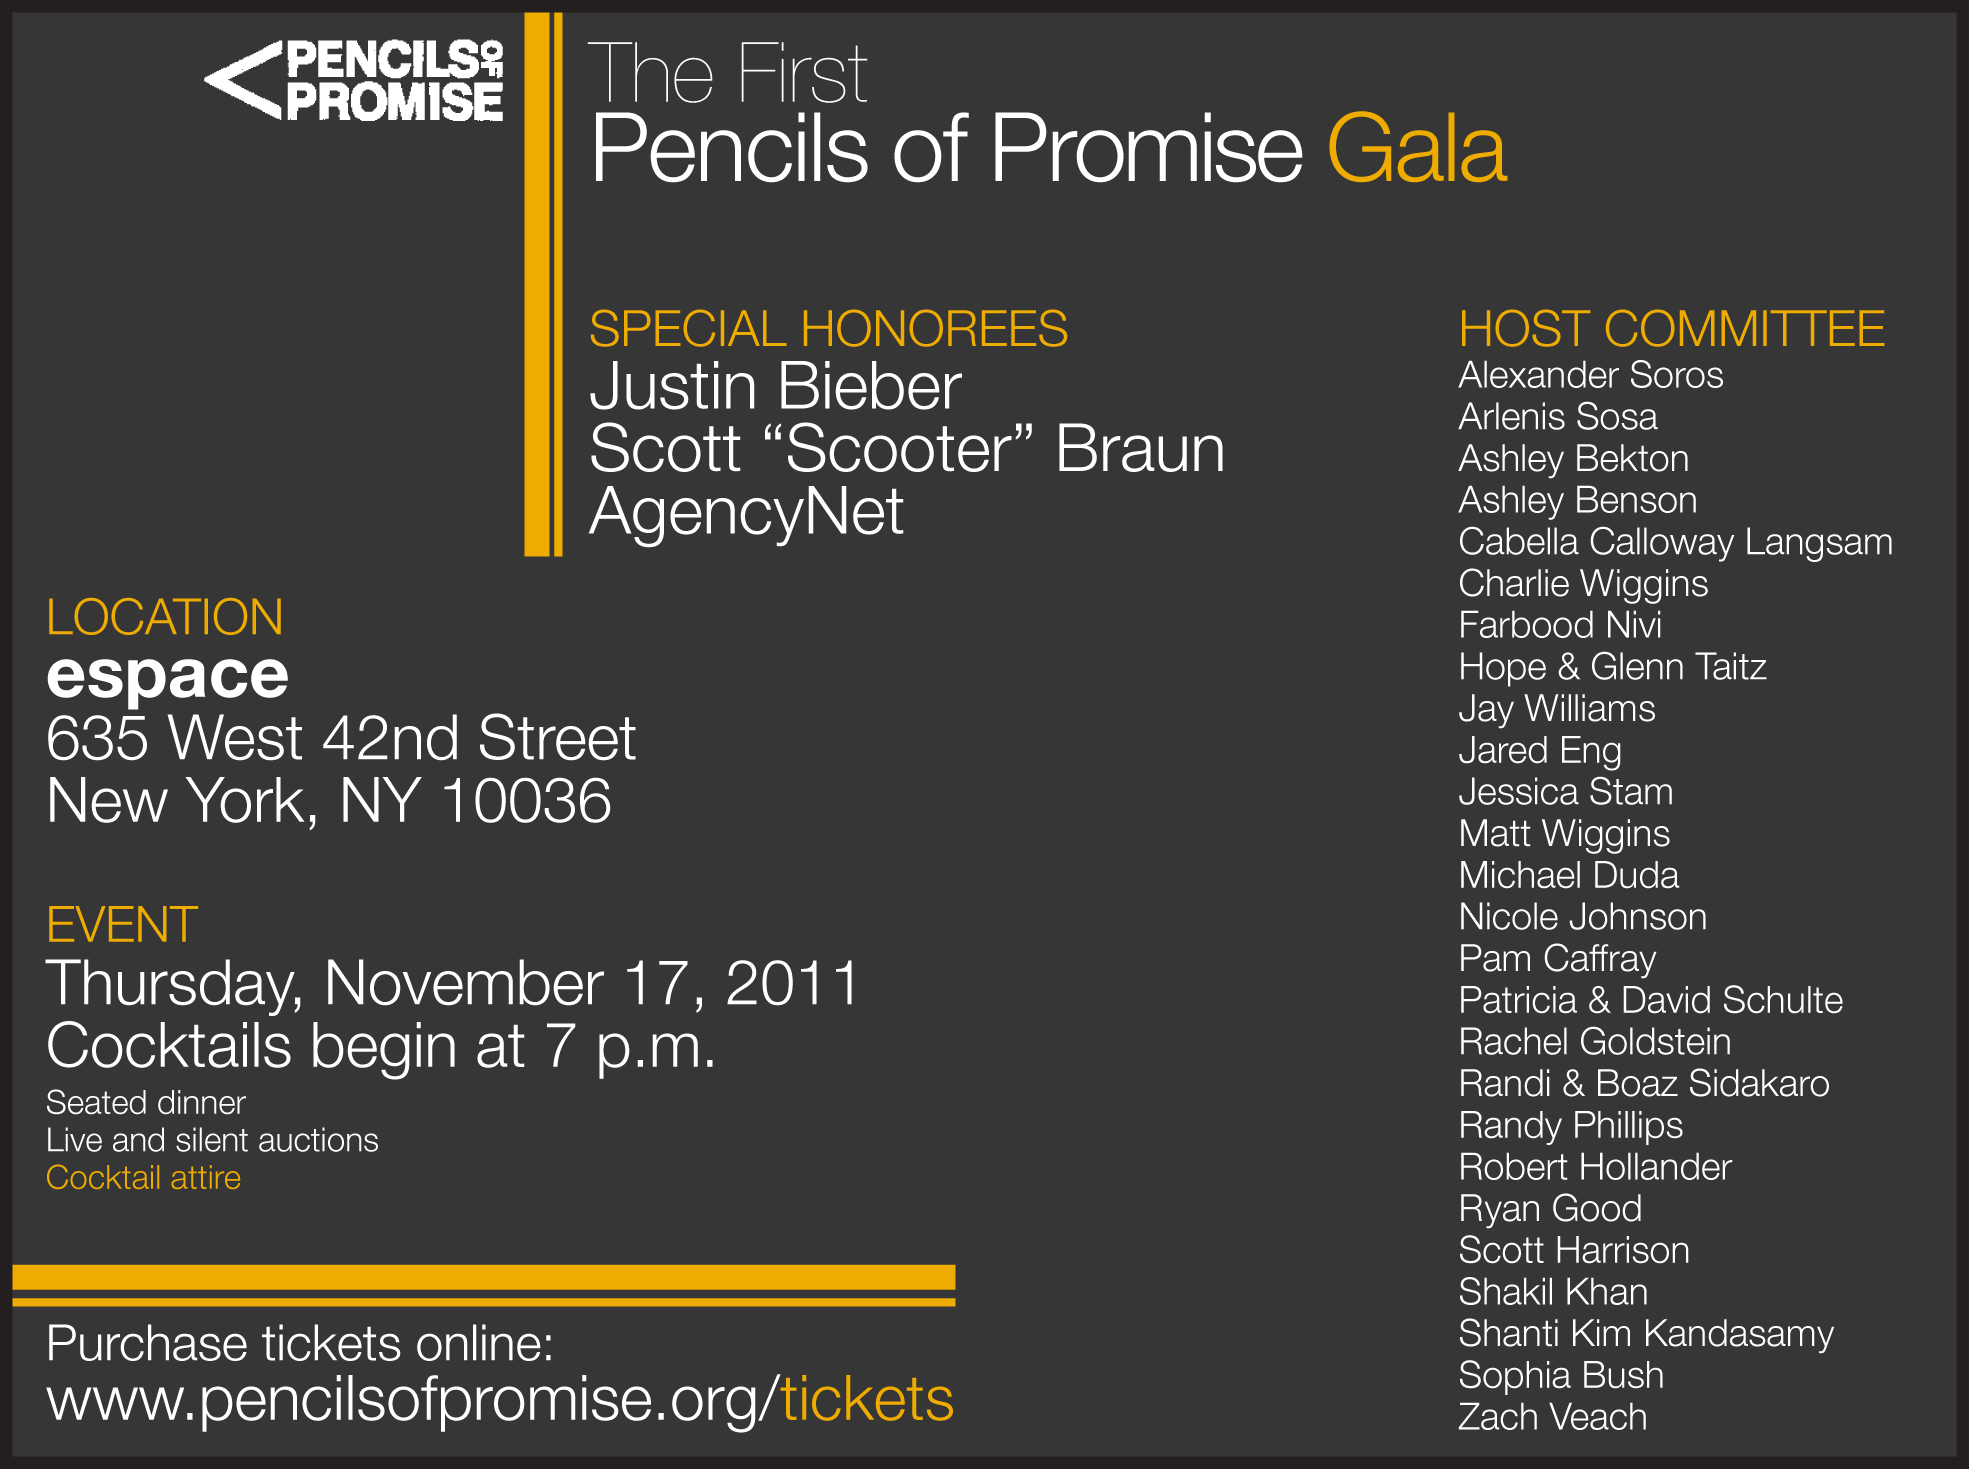 PENCILS OF
PROMISE
The First
Pencils of Promise Gala
SPECIAL HONOREES
Justin Bieber
Scott “Scooter” Braun
AgencyNet
LOCATION
espace
635 West 42nd Street
New York, NY 10036
EVENT
Thursday, November 17, 2011
Cocktails begin at 7 p.m.
Seated dinner
Live and silent auctions
Cocktail attire
Purchase tickets online:
www.pencilsofpromise.org/tickets
HOST COMMITTEE
Alexander Soros
Arlenis Sosa
Ashley Bekton
Ashley Benson
Cabella Calloway Langsam
Charlie Wiggins
Farbood Nivi
Hope & Glenn Taitz
Jay Williams
Jared Eng
Jessica Stam
Matt Wiggins
Michael Duda
Nicole Johnson
Pam Caffray
Patricia & David Schulte
Rachel Goldstein
Randi & Boaz Sidakaro
Randy Phillips
Robert Hollander
Ryan Good
Scott Harrison
Shakil Khan
Shanti Kim Kandasamy
Sophia Bush
Zach Veach